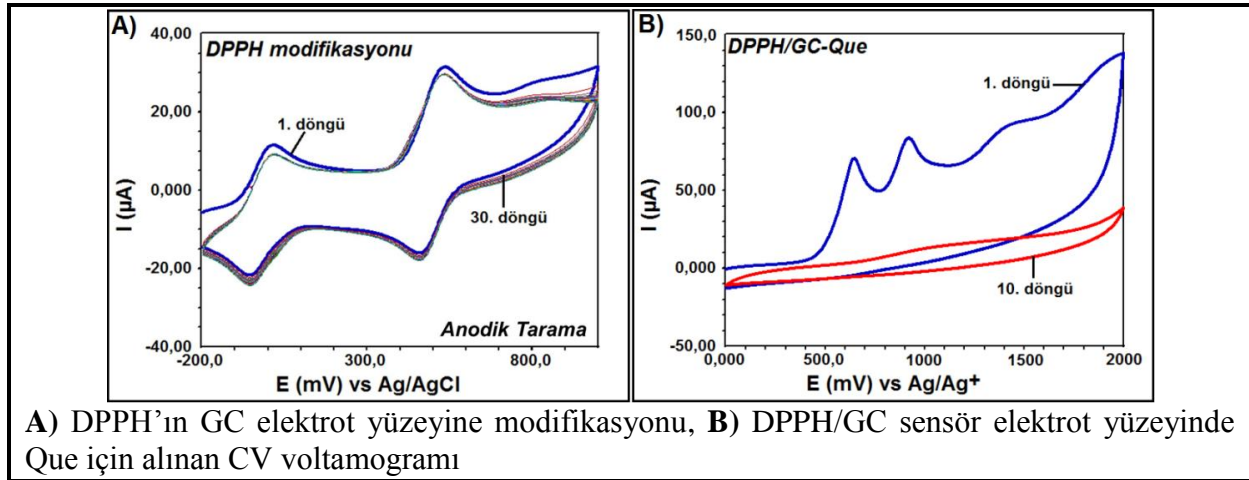 A)
DPPH modifikasyonu
40,00
20,00
0,000
-20,00
-40,00
I (µA)
1. döngü
30. döngü
Anodik Tarama
-200,0
300,0
800,0
E (mV) vs Ag/AgCl
B)
DPPH/GC-Que
150,0
100,0
50,00
0,000
-50,00
I (µA)
1. döngü
10. döngü
0,000
500,0
1000
1500
2000
E (mV) vs Ag/Ag+
A) DPPH’ın GC elektrot yüzeyine modifikasyonu, B) DPPH/GC sensör elektrot yüzeyinde
Que için alınan CV voltamogramı